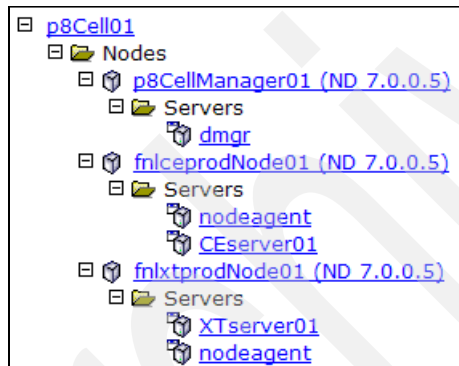 p8Cell01
Nodes
p8CellManager01 (ND 7.0.0.5)
Servers
dmgr
fnlceprodNode01 (ND 7.0.0.5)
Servers
nodeagent
CEserver01
fnlxtprodNode01 (ND 7.0.0.5)
Servers
XTserver01
nodeagent